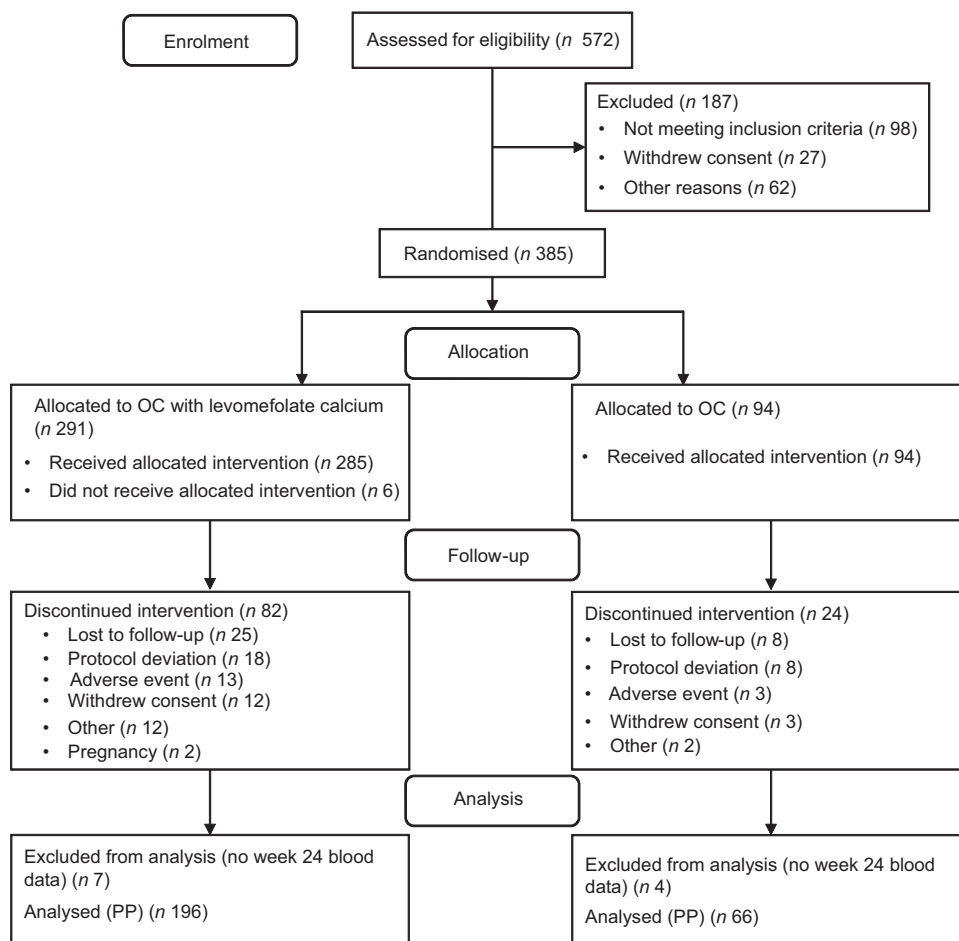 Enrolment
Assessed for eligibility (n 572)
Excluded (n 187)
• Not meeting inclusion criteria (n 98)
• Withdrew consent (n 27)
• Other reasons (n 62)
Randomised (n 385)
Allocation
Allocated to OC with levomefolate calcium
(n 291)
• Received allocated intervention (n 285)
• Did not receive allocated intervention (n 6)
Allocated to OC (n 94)
• Received allocated intervention (n 94)
Follow-up
Discontinued intervention (n 82)
• Lost to follow-up (n 25)
• Protocol deviation (n 18)
• Adverse event (n 13)
• Withdrew consent (n 12)
• Other (n 12)
• Pregnancy (n 2)
Discontinued intervention (n 24)
• Lost to follow-up (n 8)
• Protocol deviation (n 8)
• Adverse event (n 3)
• Withdrew consent (n 3)
• Other (n 2)
Analysis
Excluded from analysis (no week 24 blood
data) (n 7)
Analysed (PP) (n 196)
Excluded from analysis (no week 24 blood
data) (n 4)
Analysed (PP) (n 66)